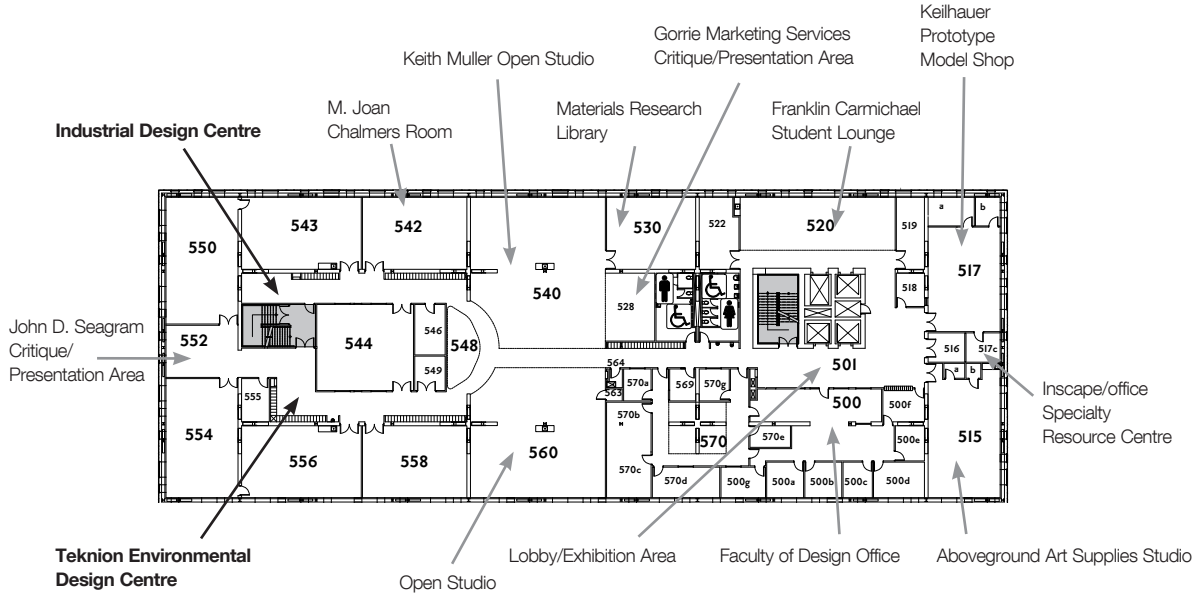 Keilhauer
Prototype
Model Shop
Gorrie Marketing Services
Critique/Presentation Area
Keith Muller Open Studio
M. Joan
Chalmers Room
Materials Research
Library
Franklin Carmichael
Student Lounge
Industrial Design Centre
a
b
543
542
530
522
520
519
550
517
540
518
528
546
552
544
548
516
517c
549
564
501
a
b
John D. Seagram
Critique/
Presentation Area
563
570a
569
570g
555
500
500f
570b
554
515
556
558
560
570
570e
500e
570c
570d
500g
500a
500b
500c
500d
Inscape/office
Specialty
Resource Centre
Teknion Environmental
Design Centre
Open Studio
Lobby/Exhibition Area
Faculty of Design Office
Aboveground Art Supplies Studio